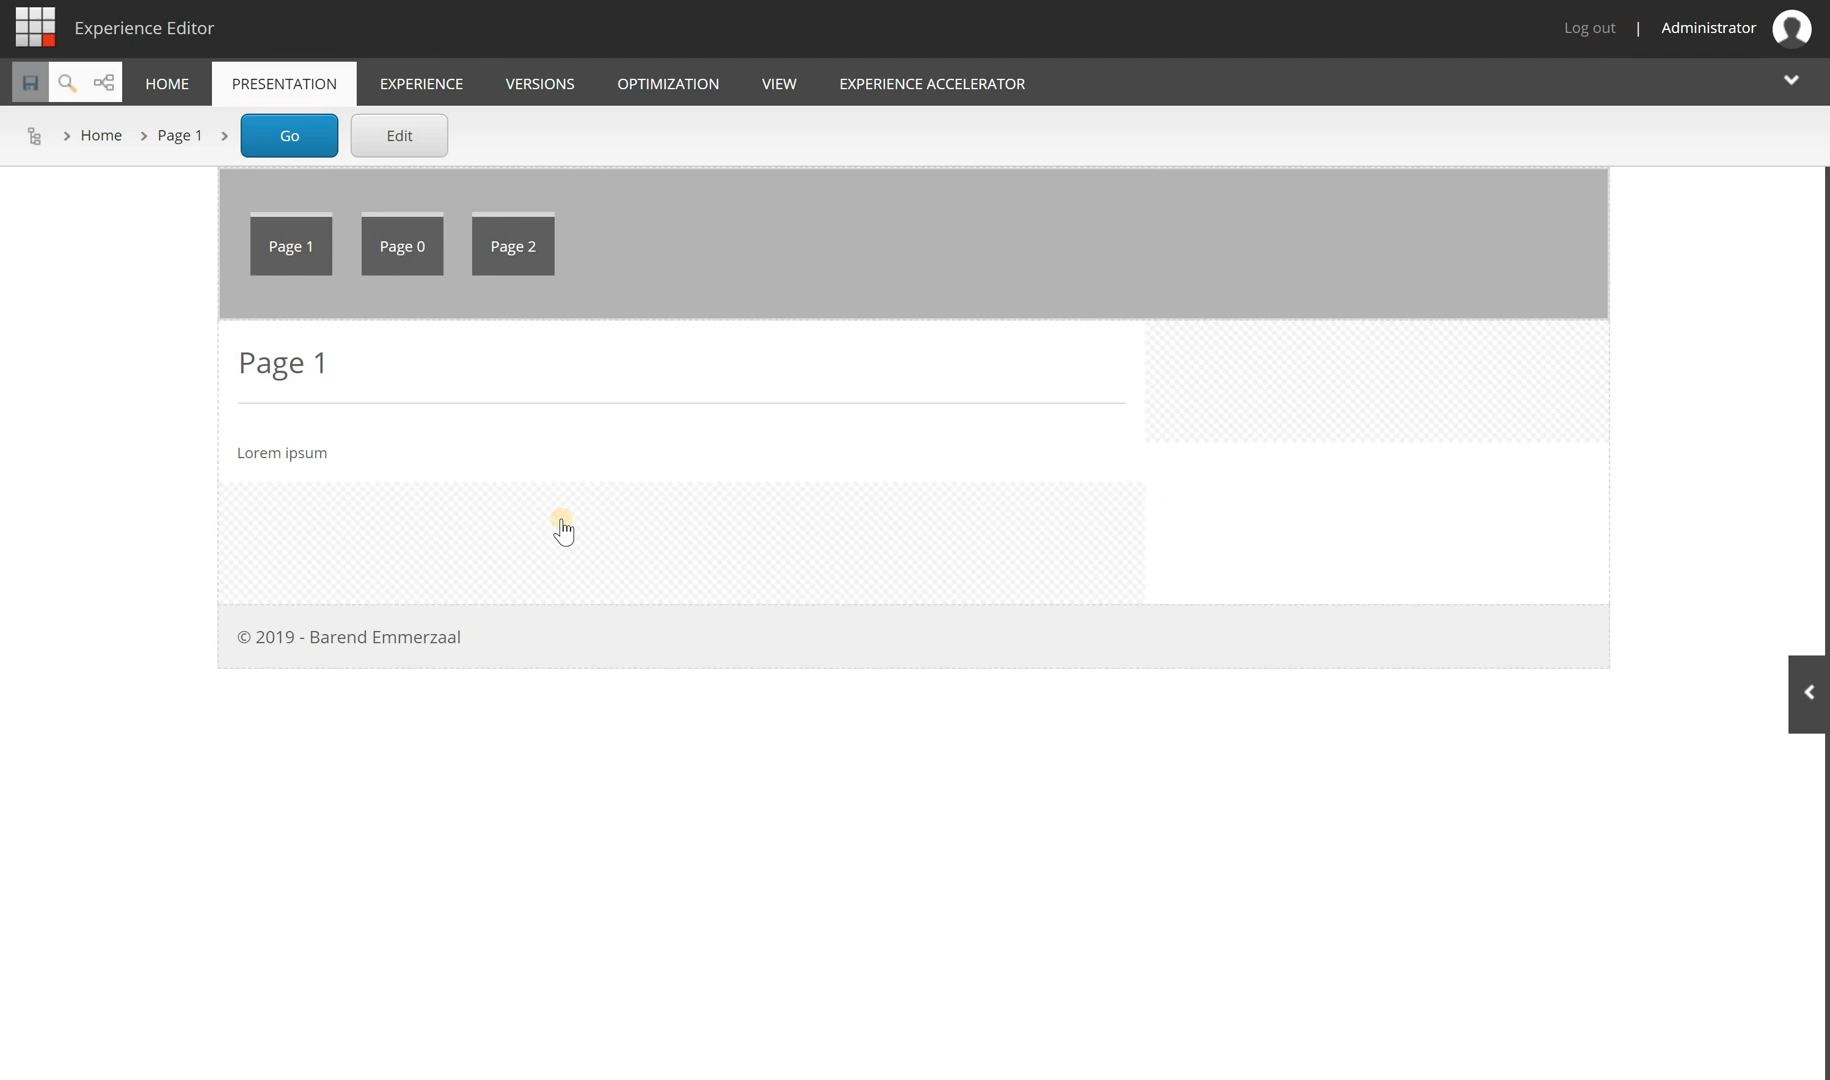 Experience Editor
Log out | Administrator
HOME PRESENTATION EXPERIENCE VERSIONS OPTIMIZATION VIEW EXPERIENCE ACCELERATOR
Home Page 1 Go Edit
Page 1 Page 0 Page 2
Page 1
Lorem ipsum
© 2019 - Barend Emmerzaal